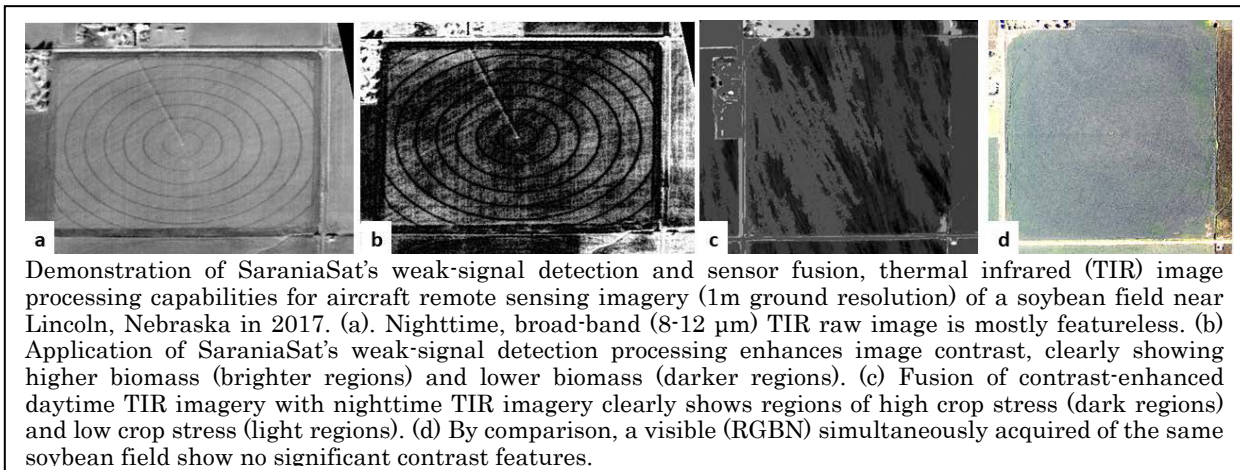 a
b
c
d
Demonstration of SaraniaSat's weak-signal detection and sensor fusion, thermal infrared (TIR) image
processing capabilities for aircraft remote sensing imagery (1m ground resolution) of a soybean field near
Lincoln, Nebraska in 2017. (a). Nighttime, broad-band (8-12 µm) TIR raw image is mostly featureless. (b)
Application of SaraniaSat's weak-signal detection processing enhances image contrast, clearly showing
higher biomass (brighter regions) and lower biomass (darker regions). (c) Fusion of contrast-enhanced
daytime TIR imagery with nighttime TIR imagery clearly shows regions of high crop stress (dark regions)
and low crop stress (light regions). (d) By comparison, a visible (RGBN) simultaneously acquired of the same
soybean field show no significant contrast features.